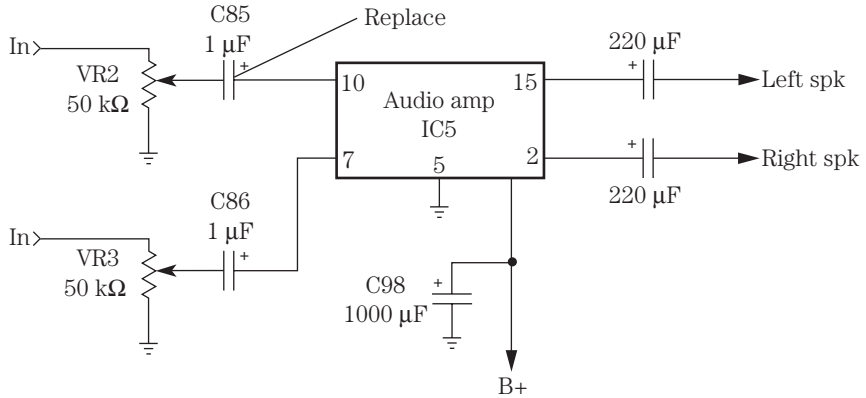 C85
1 µF
+
Replace
In
VR2
50 kΩ
10
15
Audio amp
IC5
7
5
2
220 µF
+
Left spk
+
Right spk
220 µF
C86
1 µF
+
In
VR3
50 kΩ
C98
1000 µF
+
B+